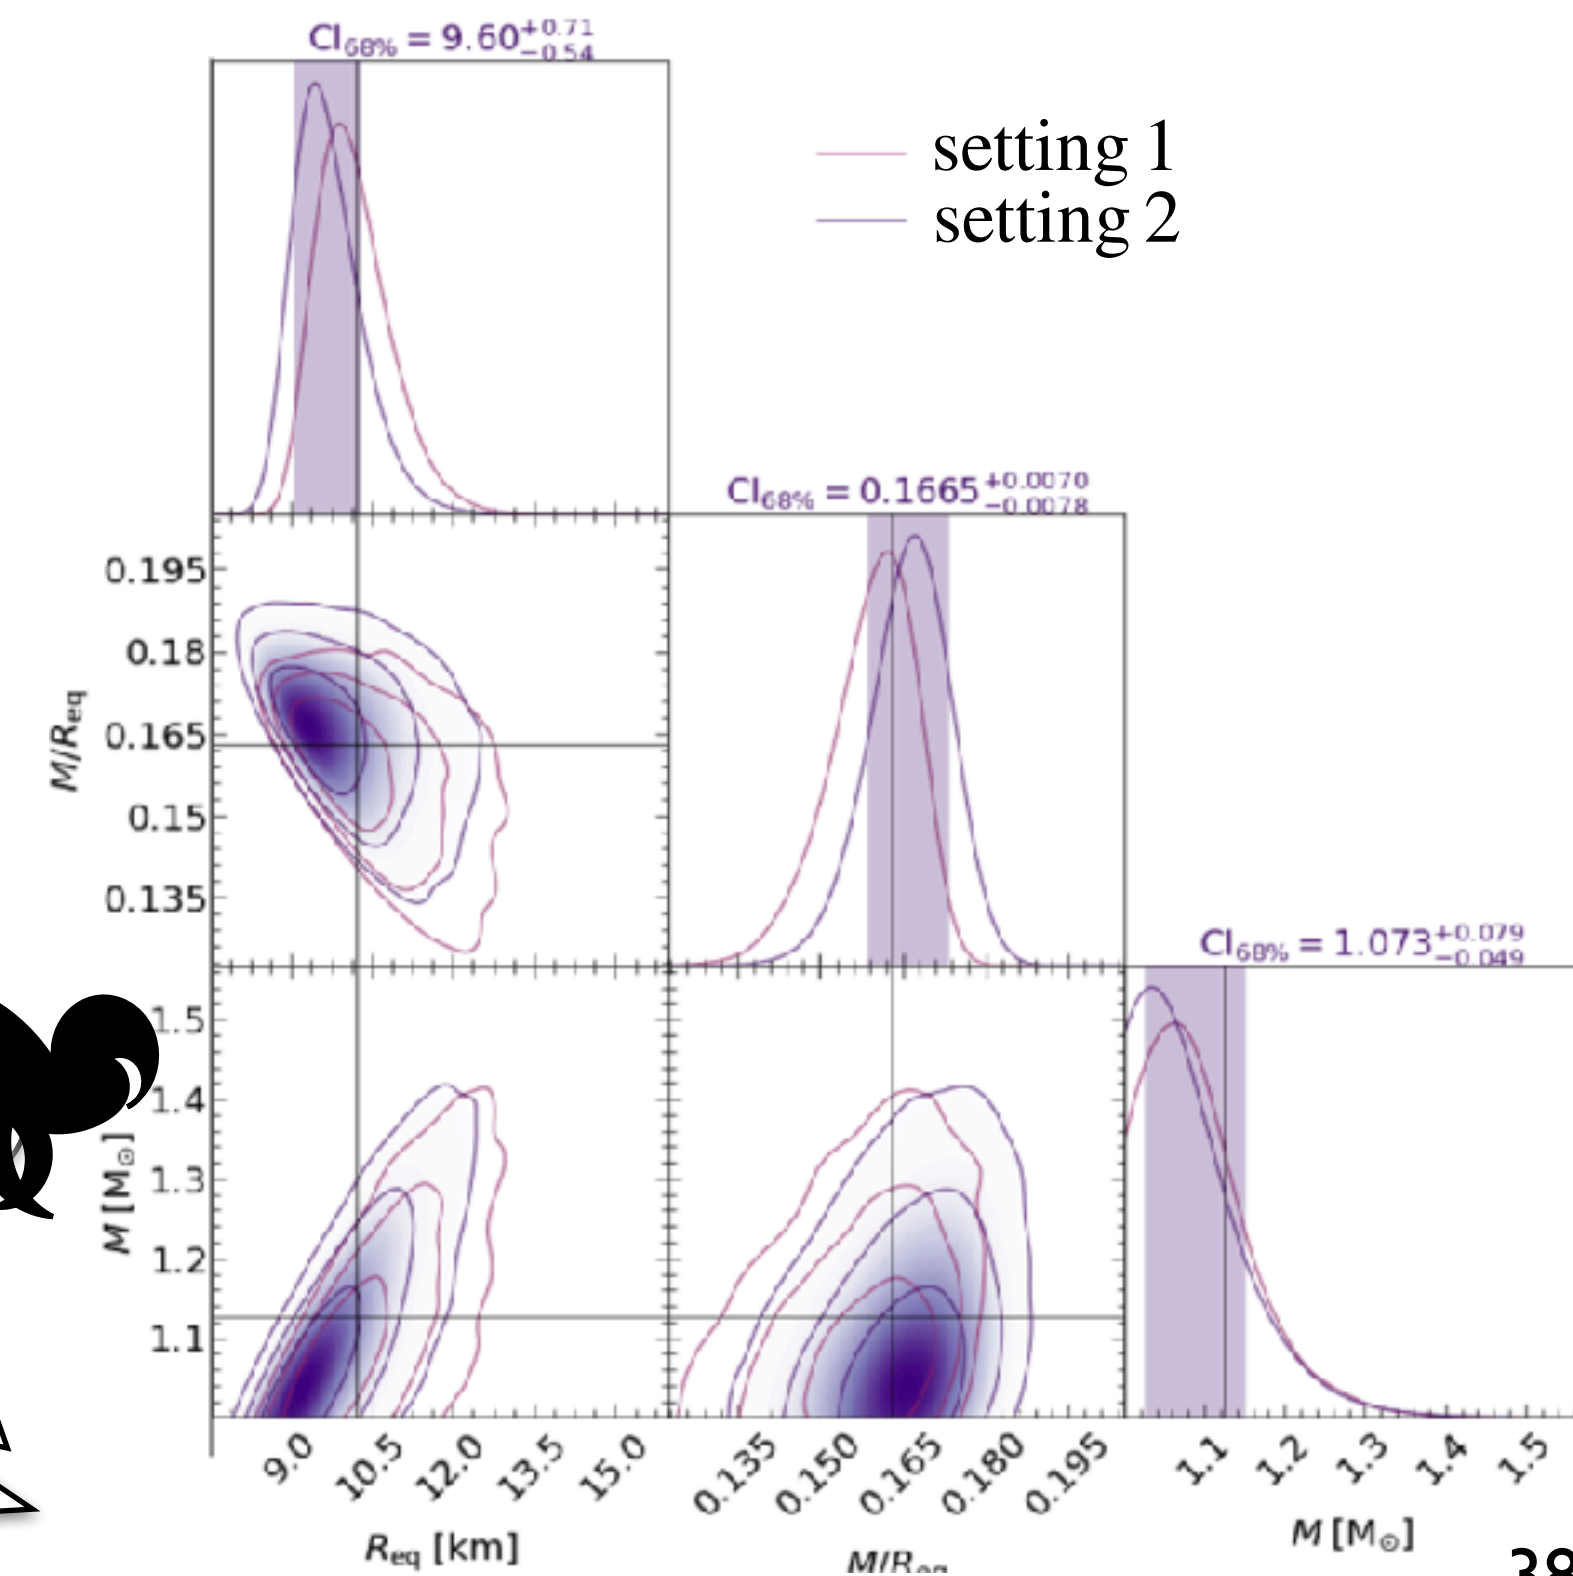 CI68% = 9.60+0.71−0.54
setting 1
setting 2
CI68% = 0.1665+0.0070−0.0078
0.195
0.18
0.165
0.15
0.135
M/Req
CI68% = 1.073+0.079−0.049
1.5
1.4
1.3
1.2
1.1
M [M⊙]
9.0 10.5 12.0 13.5 15.0
0.135 0.150 0.165 0.180 0.195
1.1 1.2 1.3 1.4 1.5
Req [km]
M/Req
M [M⊙]
38